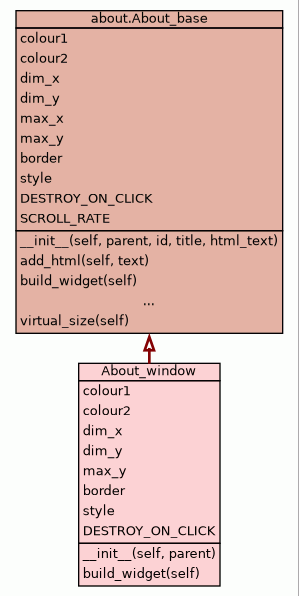 about.About_base
colour1
colour2
dim_x
dim_y
max_x
max_y
border
style
DESTROY_ON_CLICK
SCROLL_RATE
__init__(self, parent, id, title, html_text)
add_html(self, text)
build_widget(self)
...
virtual_size(self)
About_window
colour1
colour2
dim_x
dim_y
max_y
border
style
DESTROY_ON_CLICK
__init__(self, parent)
build_widget(self)